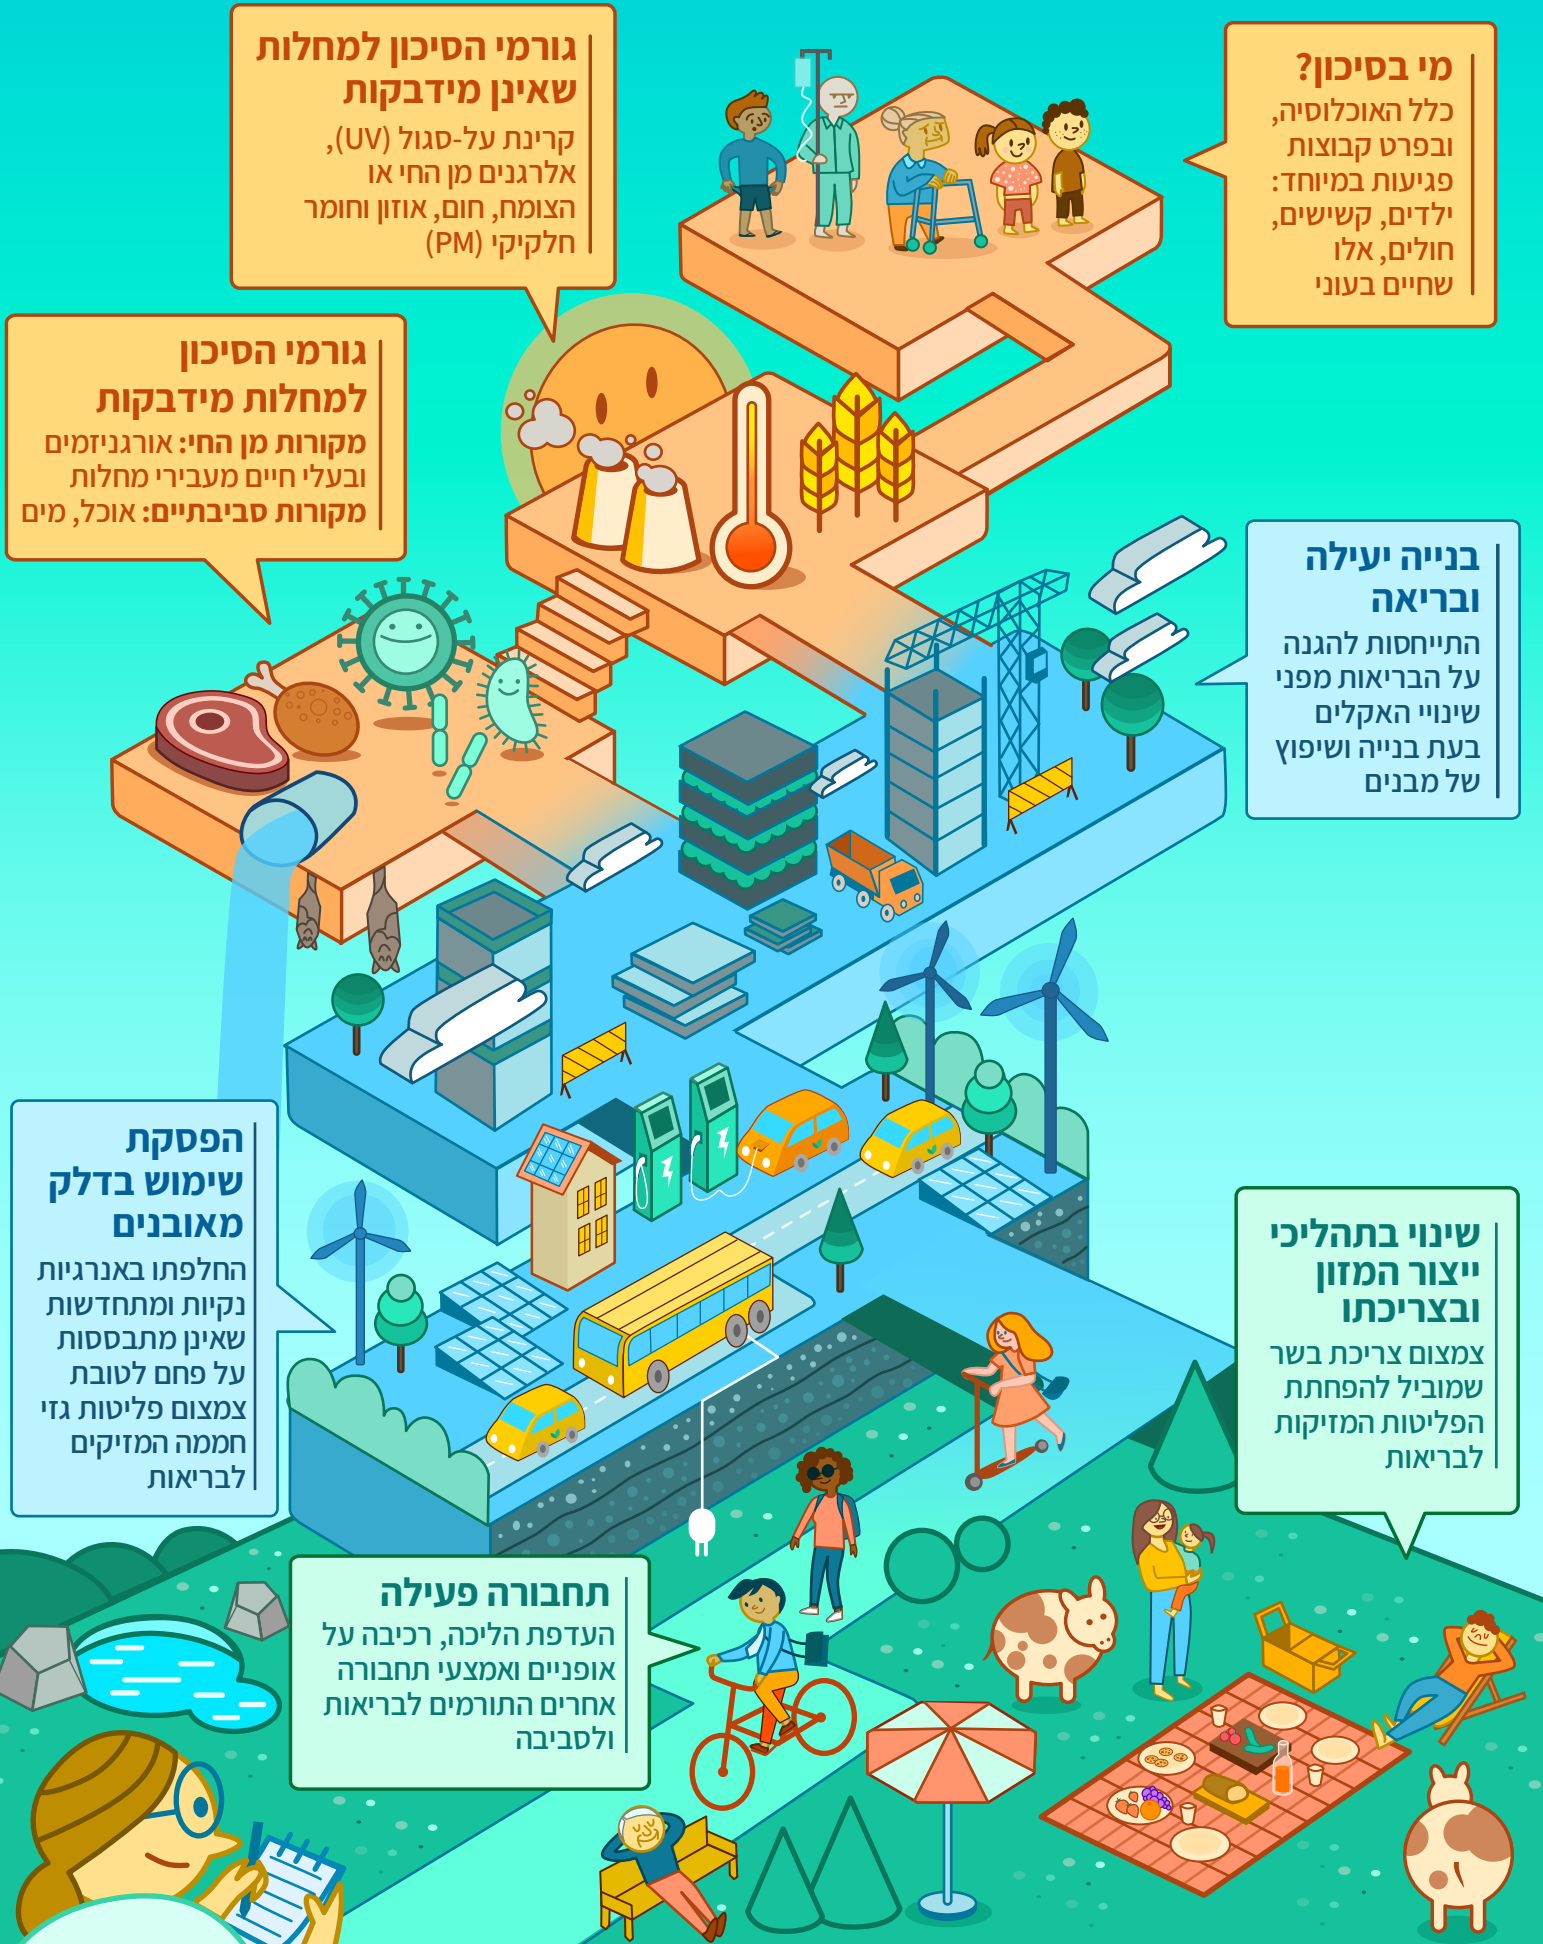 מי בסיכון?
כלל האוכלוסיה,
ובפרט קבוצות
פגיעות במיוחד:
ילדים, קשישים,
חולים, אלו
שחיים בעוני
גורמי הסיכון למחלות
שאינן מידבקות
קרינת על-סגול (UV),
אלרגנים מן החי או
הצומח, חום, אוזון וחומר
חלקיקי (PM)
גורמי הסיכון
למחלות מידבקות
מקורות מן החי: אורגניזמים
ובעלי חיים מעבירי מחלות
מקורות סביבתיים: אוכל, מים
בנייה יעילה
ובריאה
התייחסות להגנה
על הבריאות מפני
שינויי האקלים
בעת בנייה ושיפוץ
של מבנים
הפסקת
שימוש בדלק
מאובנים
החלפתו באנרגיות
נקיות ומתחדשות
שאינן מתבססות
על פחם לטובת
צמצום פליטות גזי
חממה המזיקים
לבריאות
שינוי בתהליכי
ייצור המזון
ובצריכתו
צמצום צריכת בשר
שמוביל להפחתת
הפליטות המזיקות
לבריאות
תחבורה פעילה
העדפת הליכה, רכיבה על
אופניים ואמצעי תחבורה
אחרים התורמים לבריאות
ולסביבה